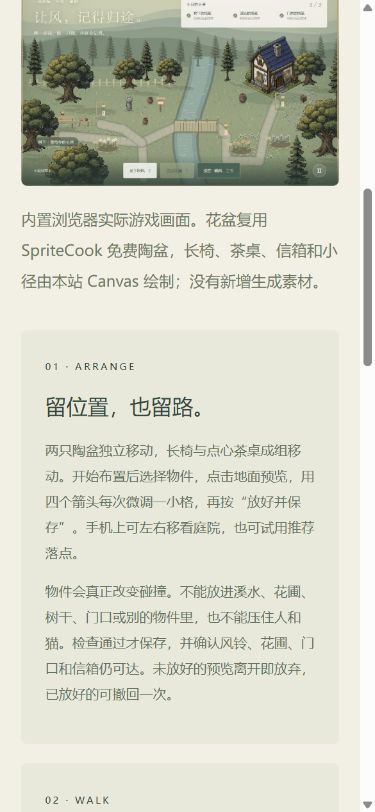 让风，记得归途。
内置浏览器实际游戏画面。花盆复用
SpriteCook 免费陶盆，长椅、茶桌、信箱和小
径由本站 Canvas 绘制；没有新增生成素材。
01 · ARRANGE
留位置，也留路。
两只陶盆独立移动，长椅与点心茶桌成组移
动。开始布置后选择物件，点击地面预览，用
四个箭头每次微调一小格，再按“放好并保
存”。手机上可左右移看庭院，也可试用推荐
落点。
物件会真正改变碰撞。不能放进溪水、花圃、
树干、门口或别的物件里，也不能压住人和
猫。检查通过才保存，并确认风铃、花圃、门
口和信箱仍可达。未放好的预览离开即放弃，
已放好的可撤回一次。
02 · WALK